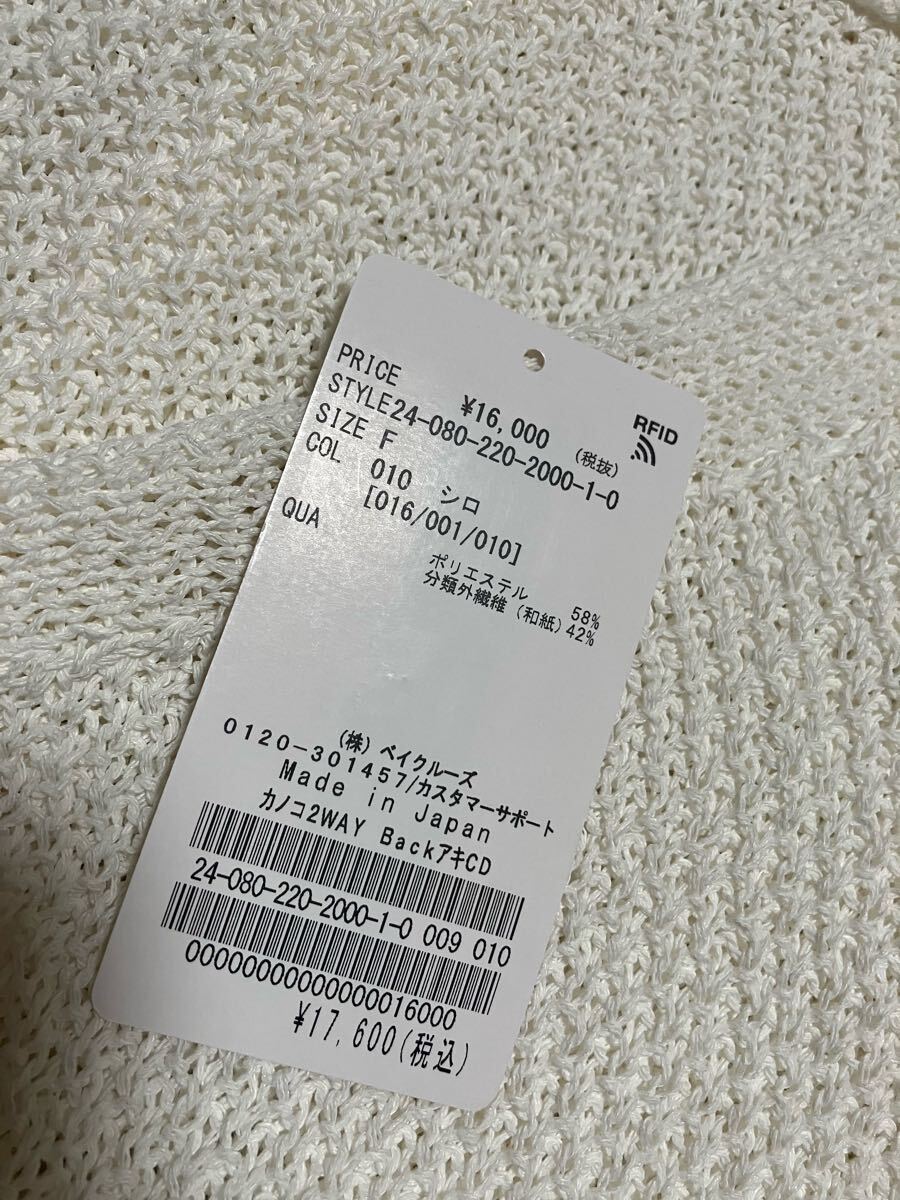 RFID
PRICE ¥16,000 (税抜)
STYLE24-080-220-2000-1-0
SIZE F
COL 010 シロ
[016/001/010]
QUA
ポリエステル 58%
分類外繊維(和紙)42%
(株)ベイクルーズ
0120-301457/カスタマーサポート
Made in Japan
カノコ2WAY BackアキCD
24-080-220-2000-1-0 009 010
0000000000000016000
¥17,600(税込)